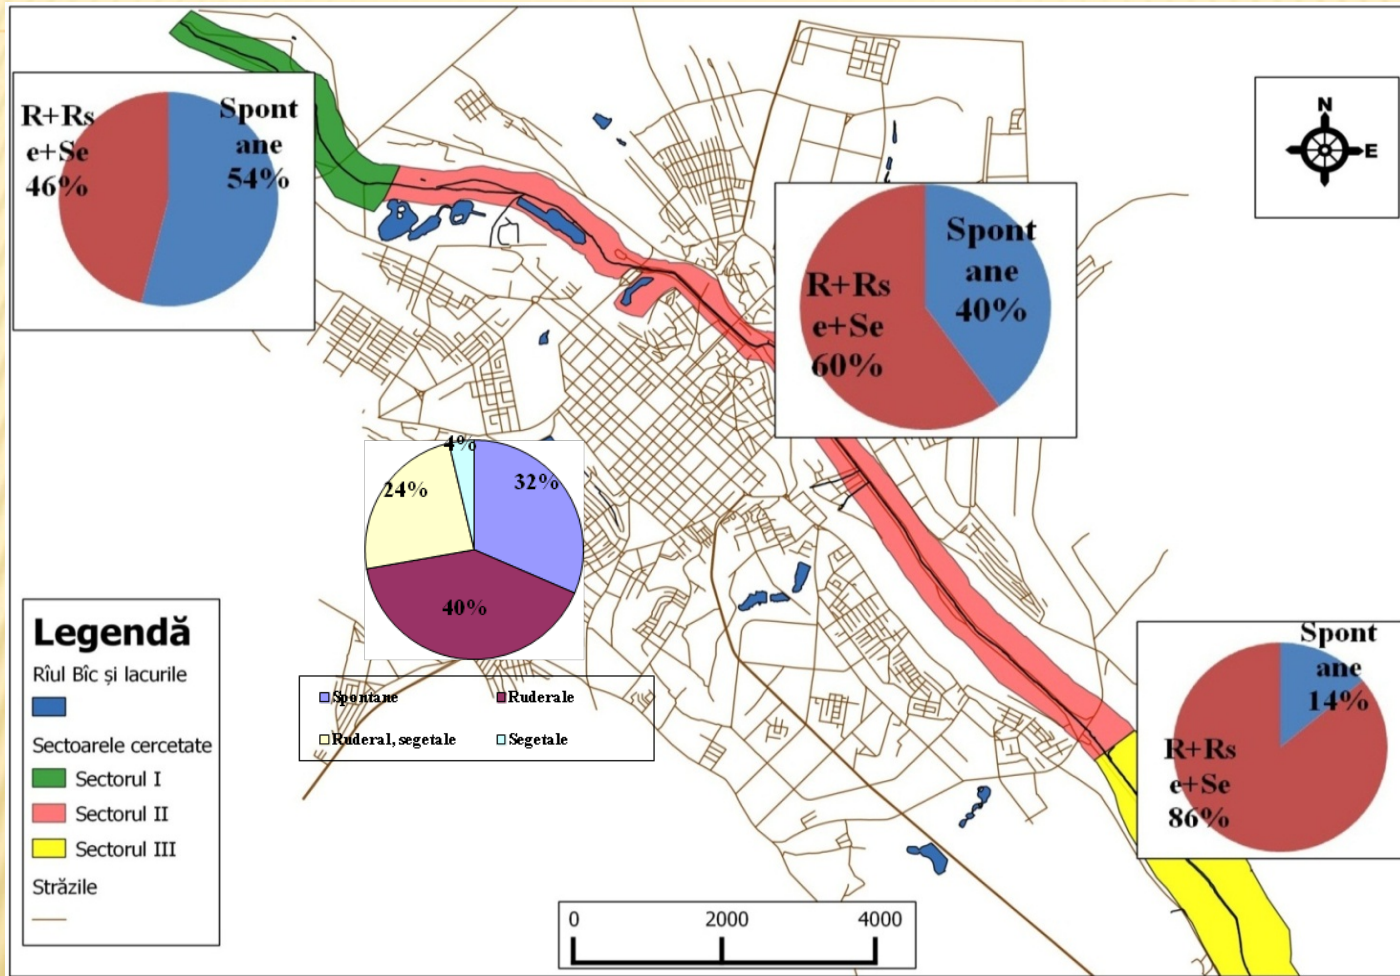 R+Rs
e+Se
46%
Spont
ane
54%
N
E
Spont
ane
40%
R+Rs
e+Se
60%
4%
32%
24%
40%
Spontane
Ruderale
Ruderal, segetale
Segetale
Spont
ane
14%
R+Rs
e+Se
86%
Legendă
Rîul Bîc și lacurile
Sectoarele cercetate
Sectorul I
Sectorul II
Sectorul III
Străzile
0 2000 4000